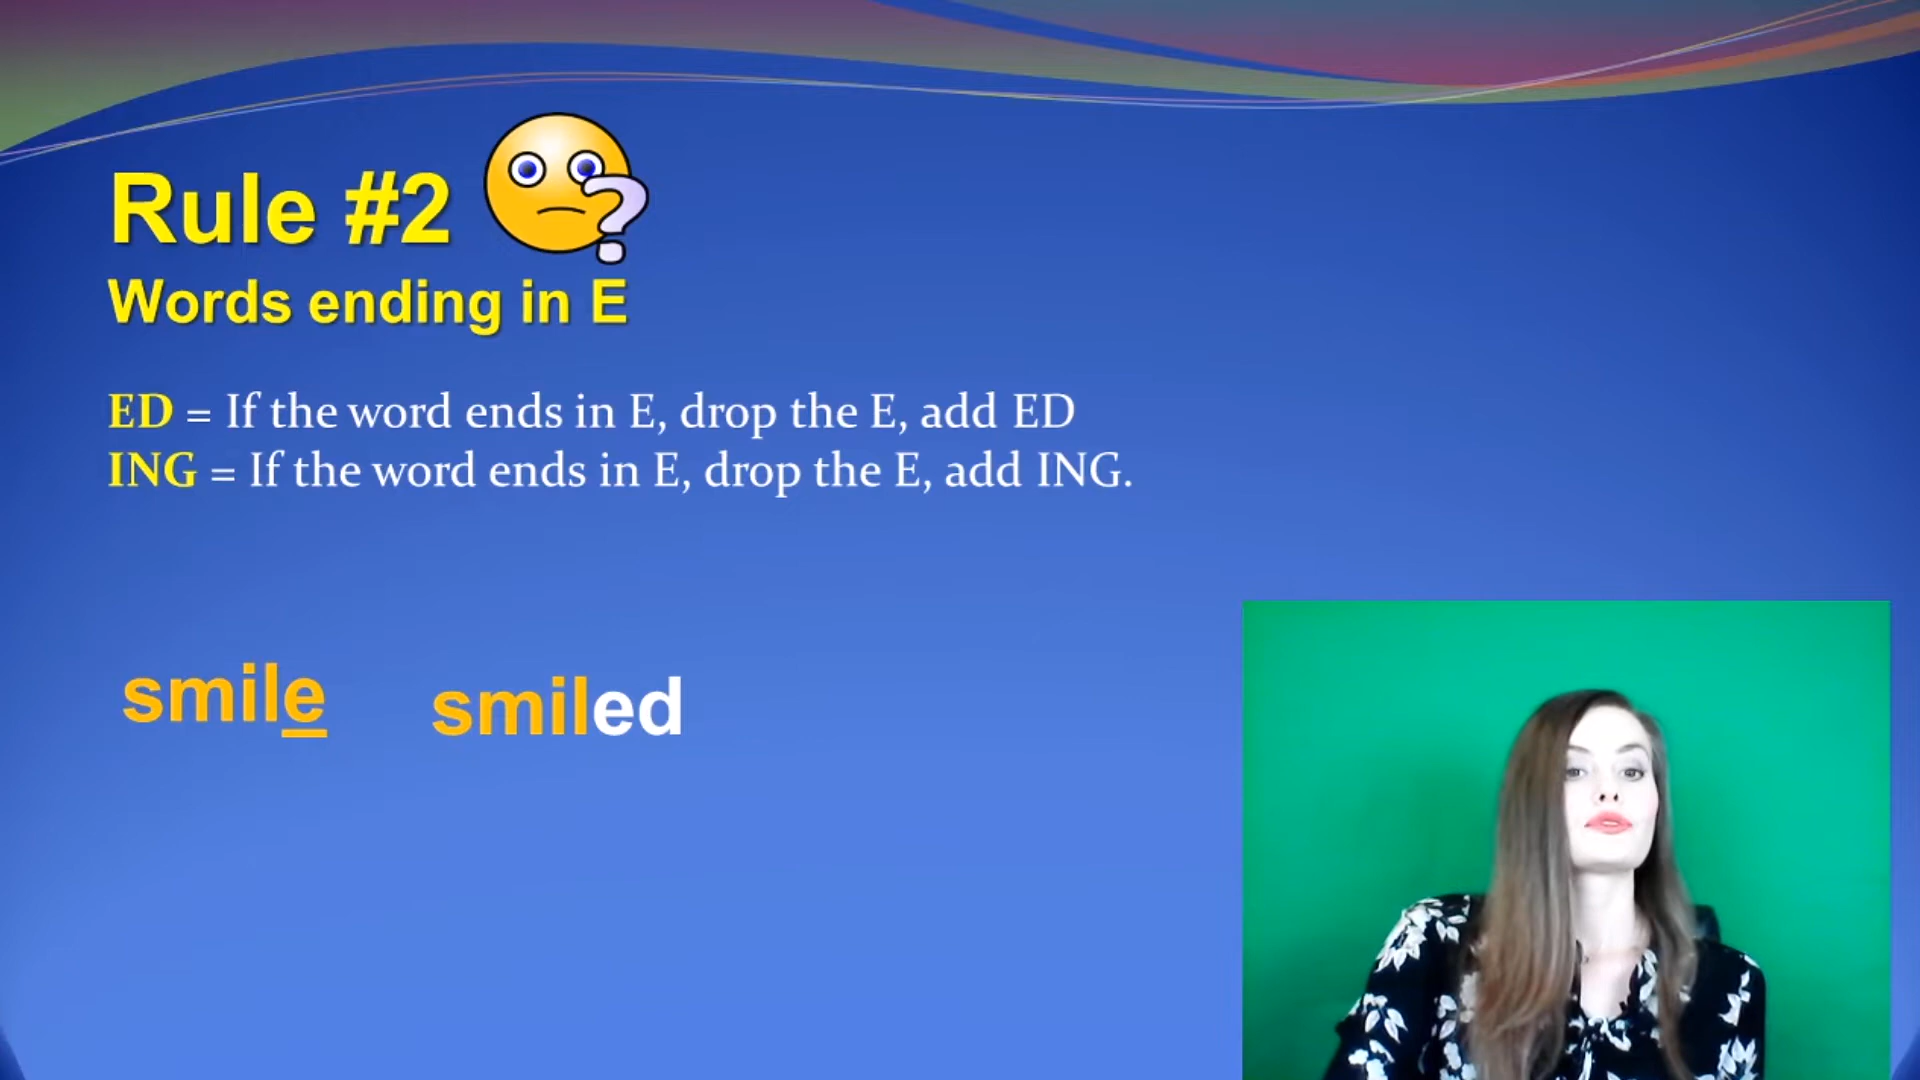 Rule #2
Words ending in E
ED = If the word ends in E, drop the E, add ED
ING = If the word ends in E, drop the E, add ING.
smile smiled